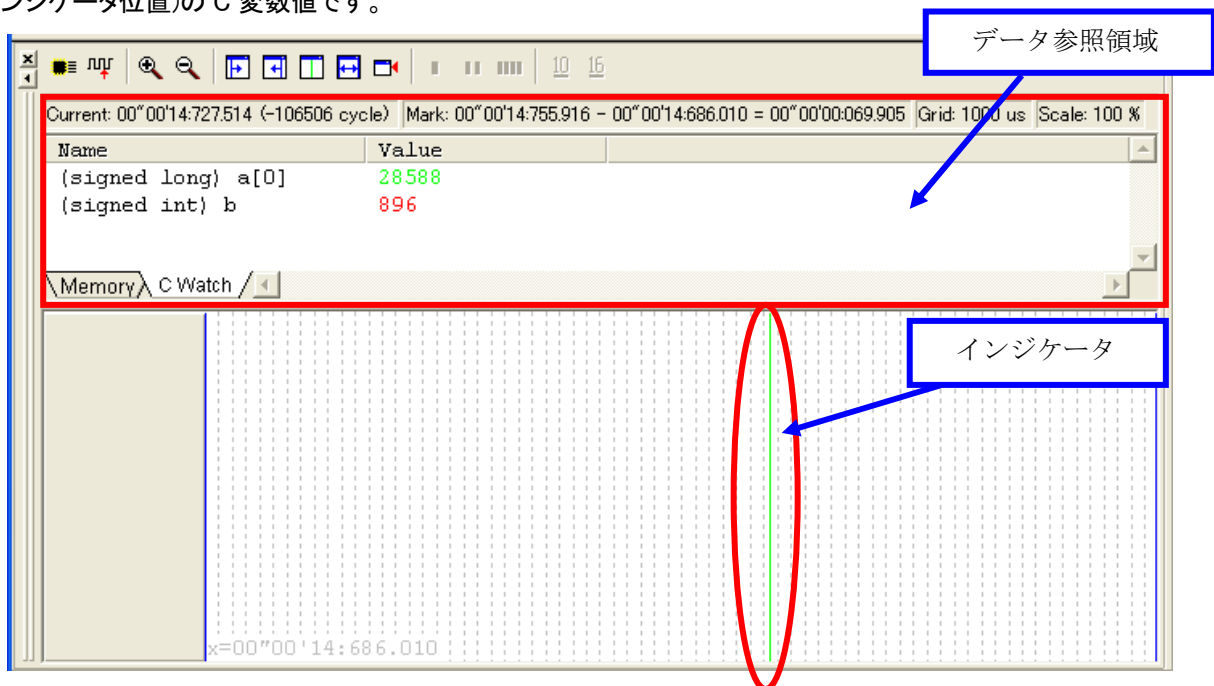 ンジケータ位置)の C 変数値です。
データ参照領域
10 16
Current: 00"00'14:727.514 (-106506 cycle) Mark: 00"00'14:755.916 - 00"00'14:686.010 = 00"00'00:069.905 Grid: 1000 us Scale: 100 %
Name Value
(signed long) a[0] 28588
(signed int) b 896
Memory C Watch
インジケータ
x=00"00'14:686.010